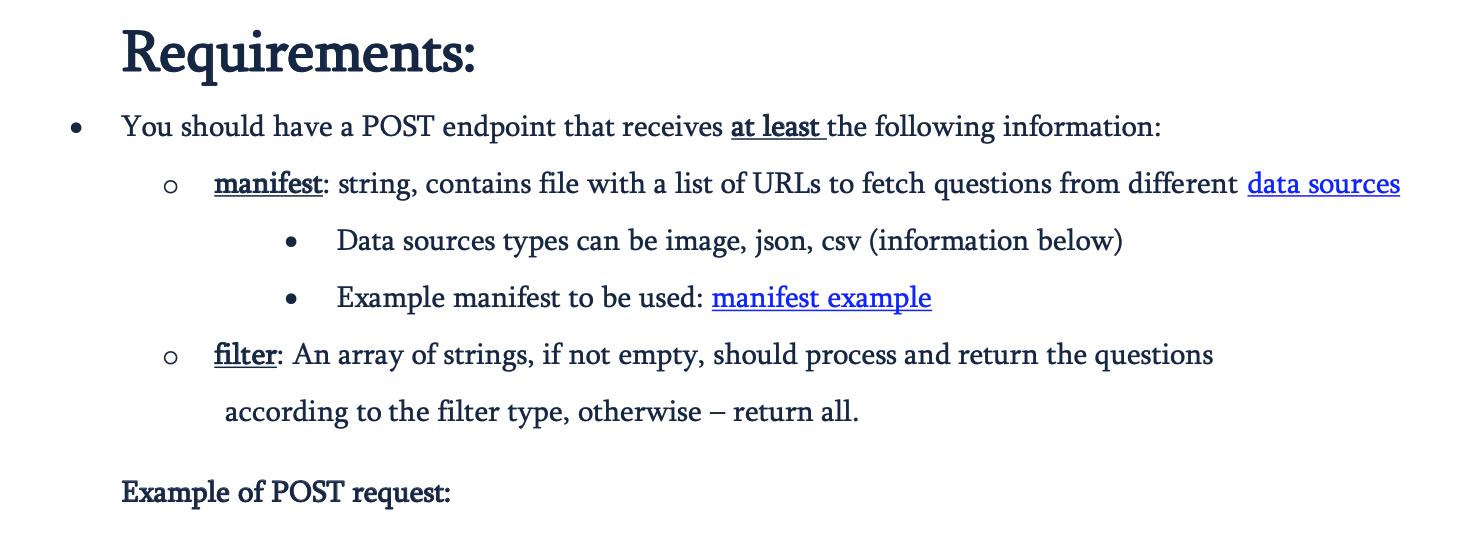 Requirements:
• You should have a POST endpoint that receives at least the following information:
○ manifest: string, contains file with a list of URLs to fetch questions from different data sources
• Data sources types can be image, json, csv (information below)
• Example manifest to be used: manifest example
○ filter: An array of strings, if not empty, should process and return the questions
according to the filter type, otherwise – return all.
Example of POST request: